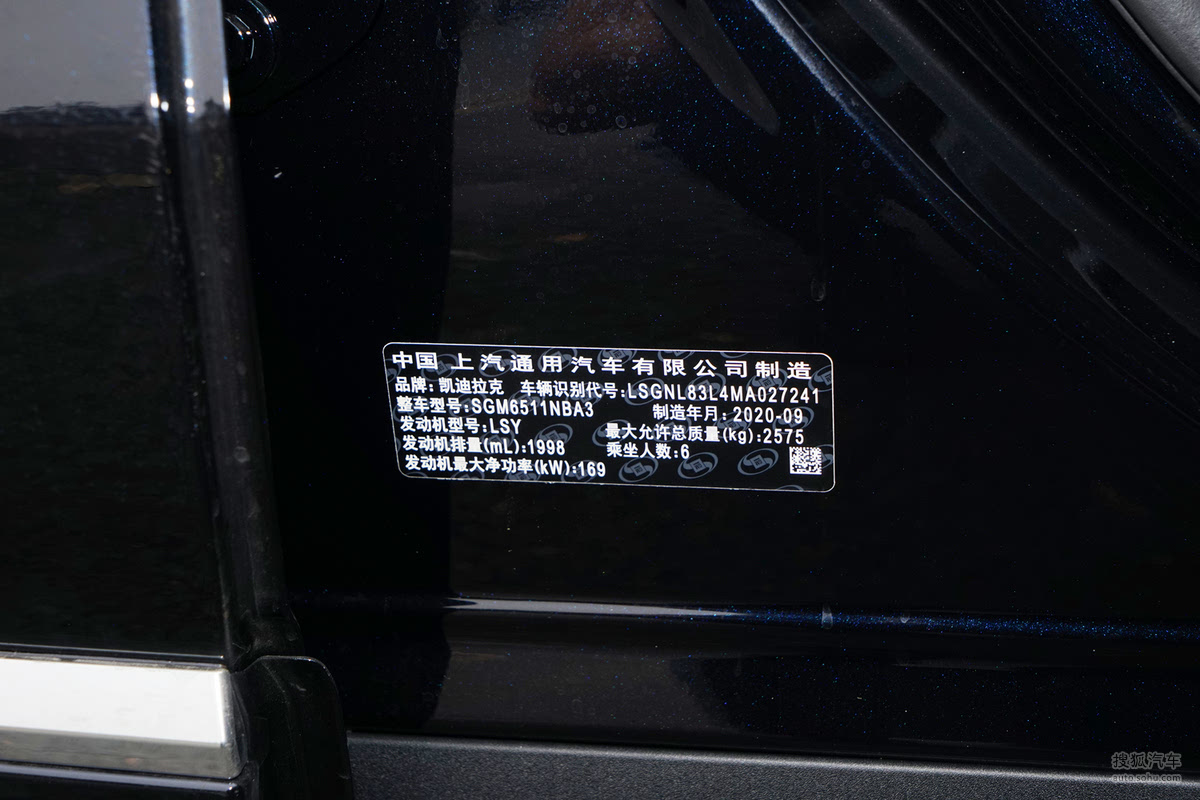 中国 上汽通用汽车有限公司制造
品牌:凯迪拉克 车辆识别代号:LSGNL83L4MA027241
整车型号:SGM6511NBA3 制造年月:2020-09
发动机型号:LSY 最大允许总质量(kg):2575
发动机排量(mL):1998 乘坐人数:6
发动机最大净功率(kW):169
搜狐汽车
auto.sohu.com